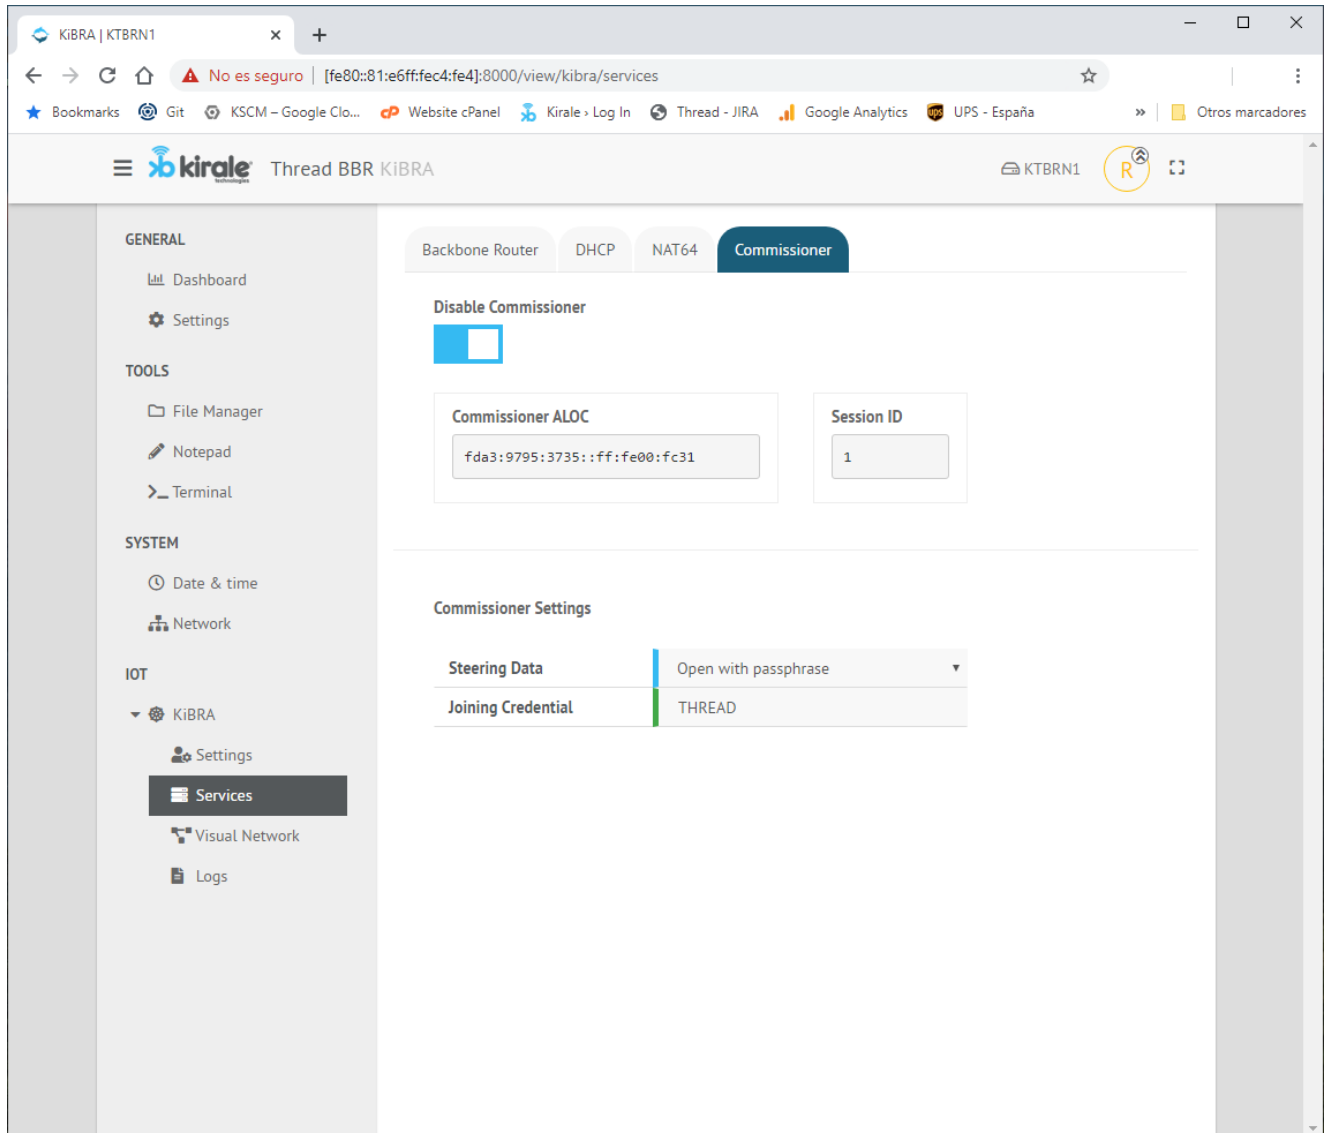 KiBRA | KTBRN1
No es seguro | [fe80::81:e6ff:fec4:fe4]:8000/view/kibra/services
Bookmarks Git KSCM – Google Clo... cP Website cPanel Kirale › Log In Thread - JIRA Google Analytics UPS - España » Otros marcadores
kirale technologies Thread BBR KiBRA KTBRN1 R
GENERAL
Dashboard
Settings
TOOLS
File Manager
Notepad
Terminal
SYSTEM
Date & time
Network
IOT
KiBRA
Settings
Services
Visual Network
Logs
Backbone Router DHCP NAT64 Commissioner
Disable Commissioner
Commissioner ALOC
fda3:9795:3735::ff:fe00:fc31
Session ID
1
Commissioner Settings
Steering Data Open with passphrase
Joining Credential THREAD